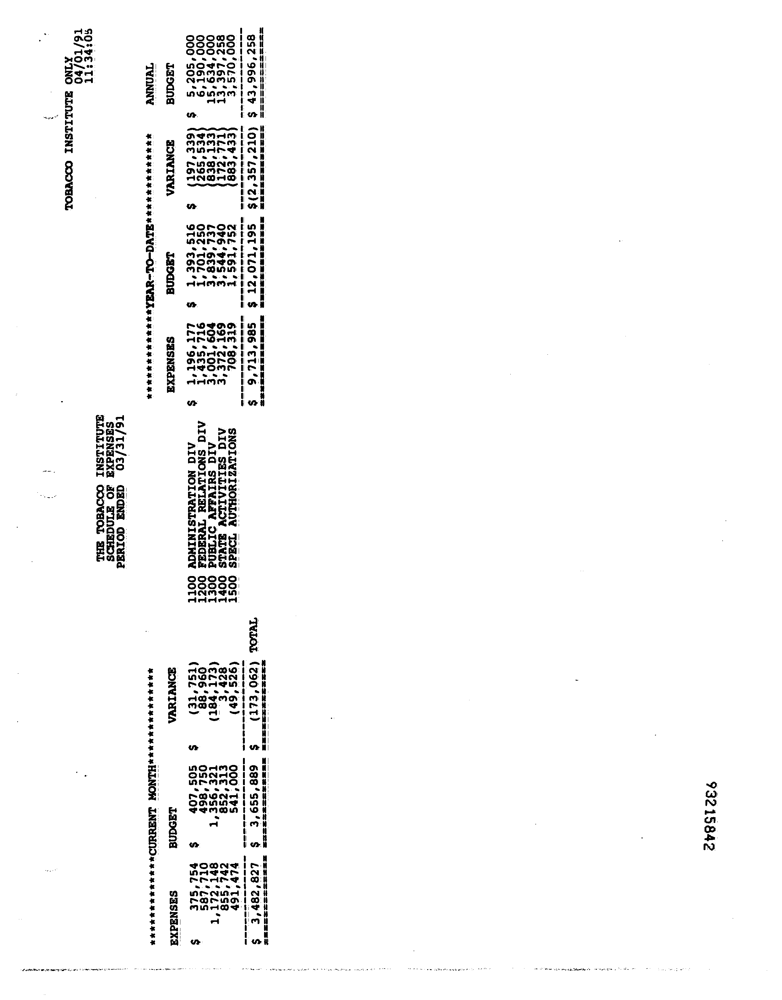 TOBACCO INSTITUTE ONLY
04/01/91
11:34:05
THE TOBACCO INSTITUTE
SCHEDULE OF EXPENSES
PERIOD ENDED 03/31/91
**************CURRENT MONTH************** **************YEAR-TO-DATE************** ANNUAL
EXPENSES BUDGET VARIANCE EXPENSES BUDGET VARIANCE BUDGET
$ 375,754 $ 407,505 $ (31,751) 1100 ADMINISTRATION DIV $ 1,196,177 $ 1,393,516 $ (197,339) $ 5,205,000
587,710 498,750 88,960 1200 FEDERAL RELATIONS DIV 1,435,716 1,701,250 (265,534) 6,190,000
1,172,148 1,356,321 (184,173) 1300 PUBLIC AFFAIRS DIV 3,001,604 3,839,737 (838,133) 15,634,000
855,742 852,313 3,428 1400 STATE ACTIVITIES DIV 3,372,169 3,544,940 (172,771) 13,397,258
491,474 541,000 (49,526) 1500 SPECL AUTHORIZATIONS 708,319 1,591,752 (883,433) 3,570,000
$ 3,482,827 $ 3,655,889 $ (173,062) TOTAL $ 9,713,985 $ 12,071,195 $(2,357,210) $ 43,996,258
93215842